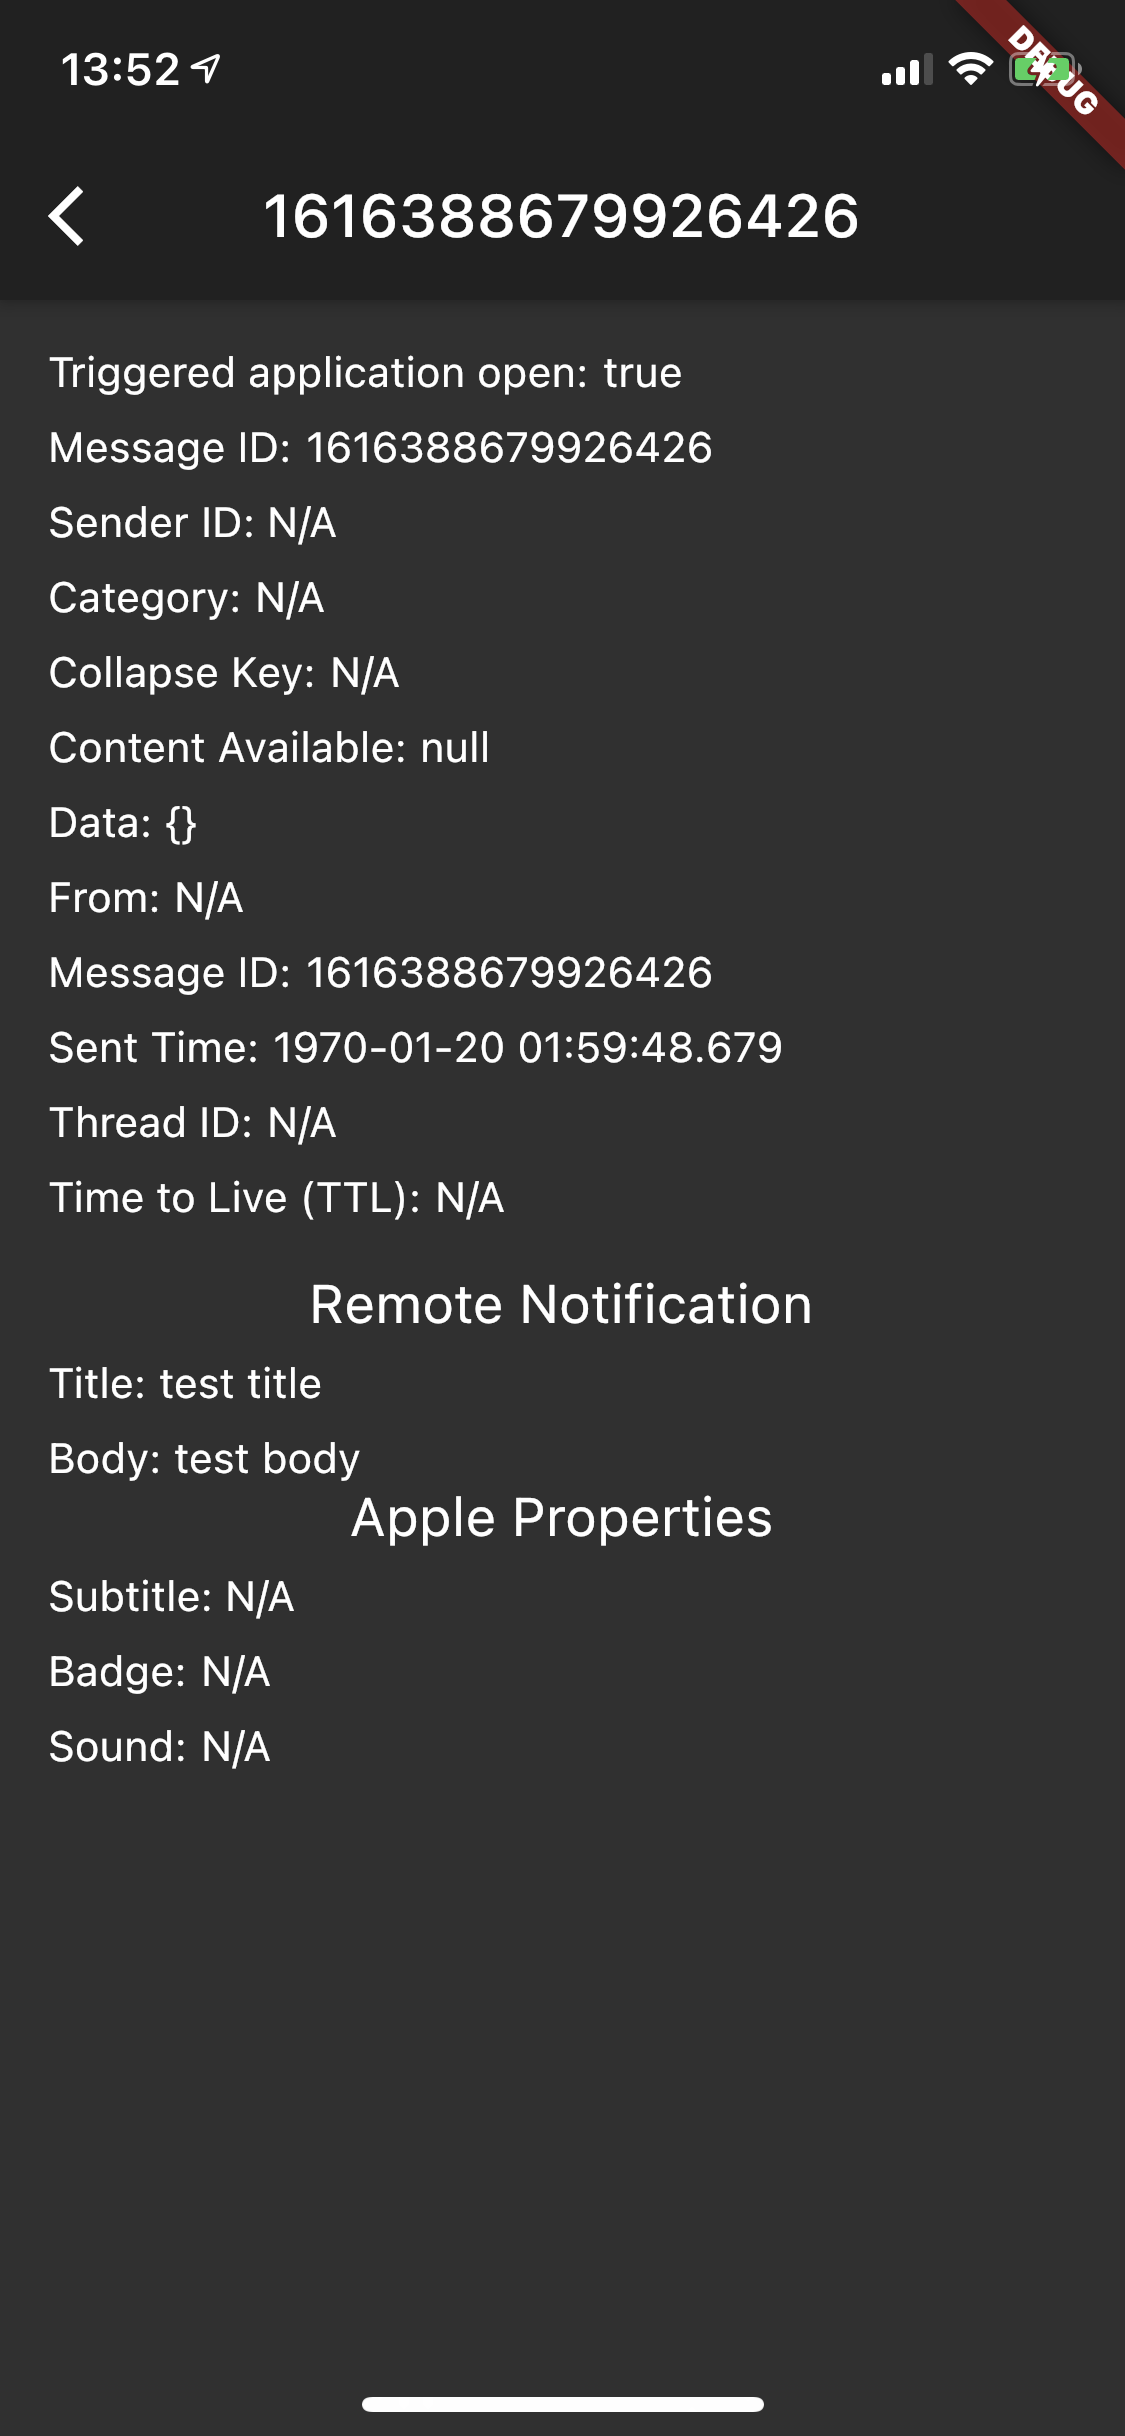 13:52
DEBUG
1616388679926426
Triggered application open: true
Message ID: 1616388679926426
Sender ID: N/A
Category: N/A
Collapse Key: N/A
Content Available: null
Data: {}
From: N/A
Message ID: 1616388679926426
Sent Time: 1970-01-20 01:59:48.679
Thread ID: N/A
Time to Live (TTL): N/A
Remote Notification
Title: test title
Body: test body
Apple Properties
Subtitle: N/A
Badge: N/A
Sound: N/A